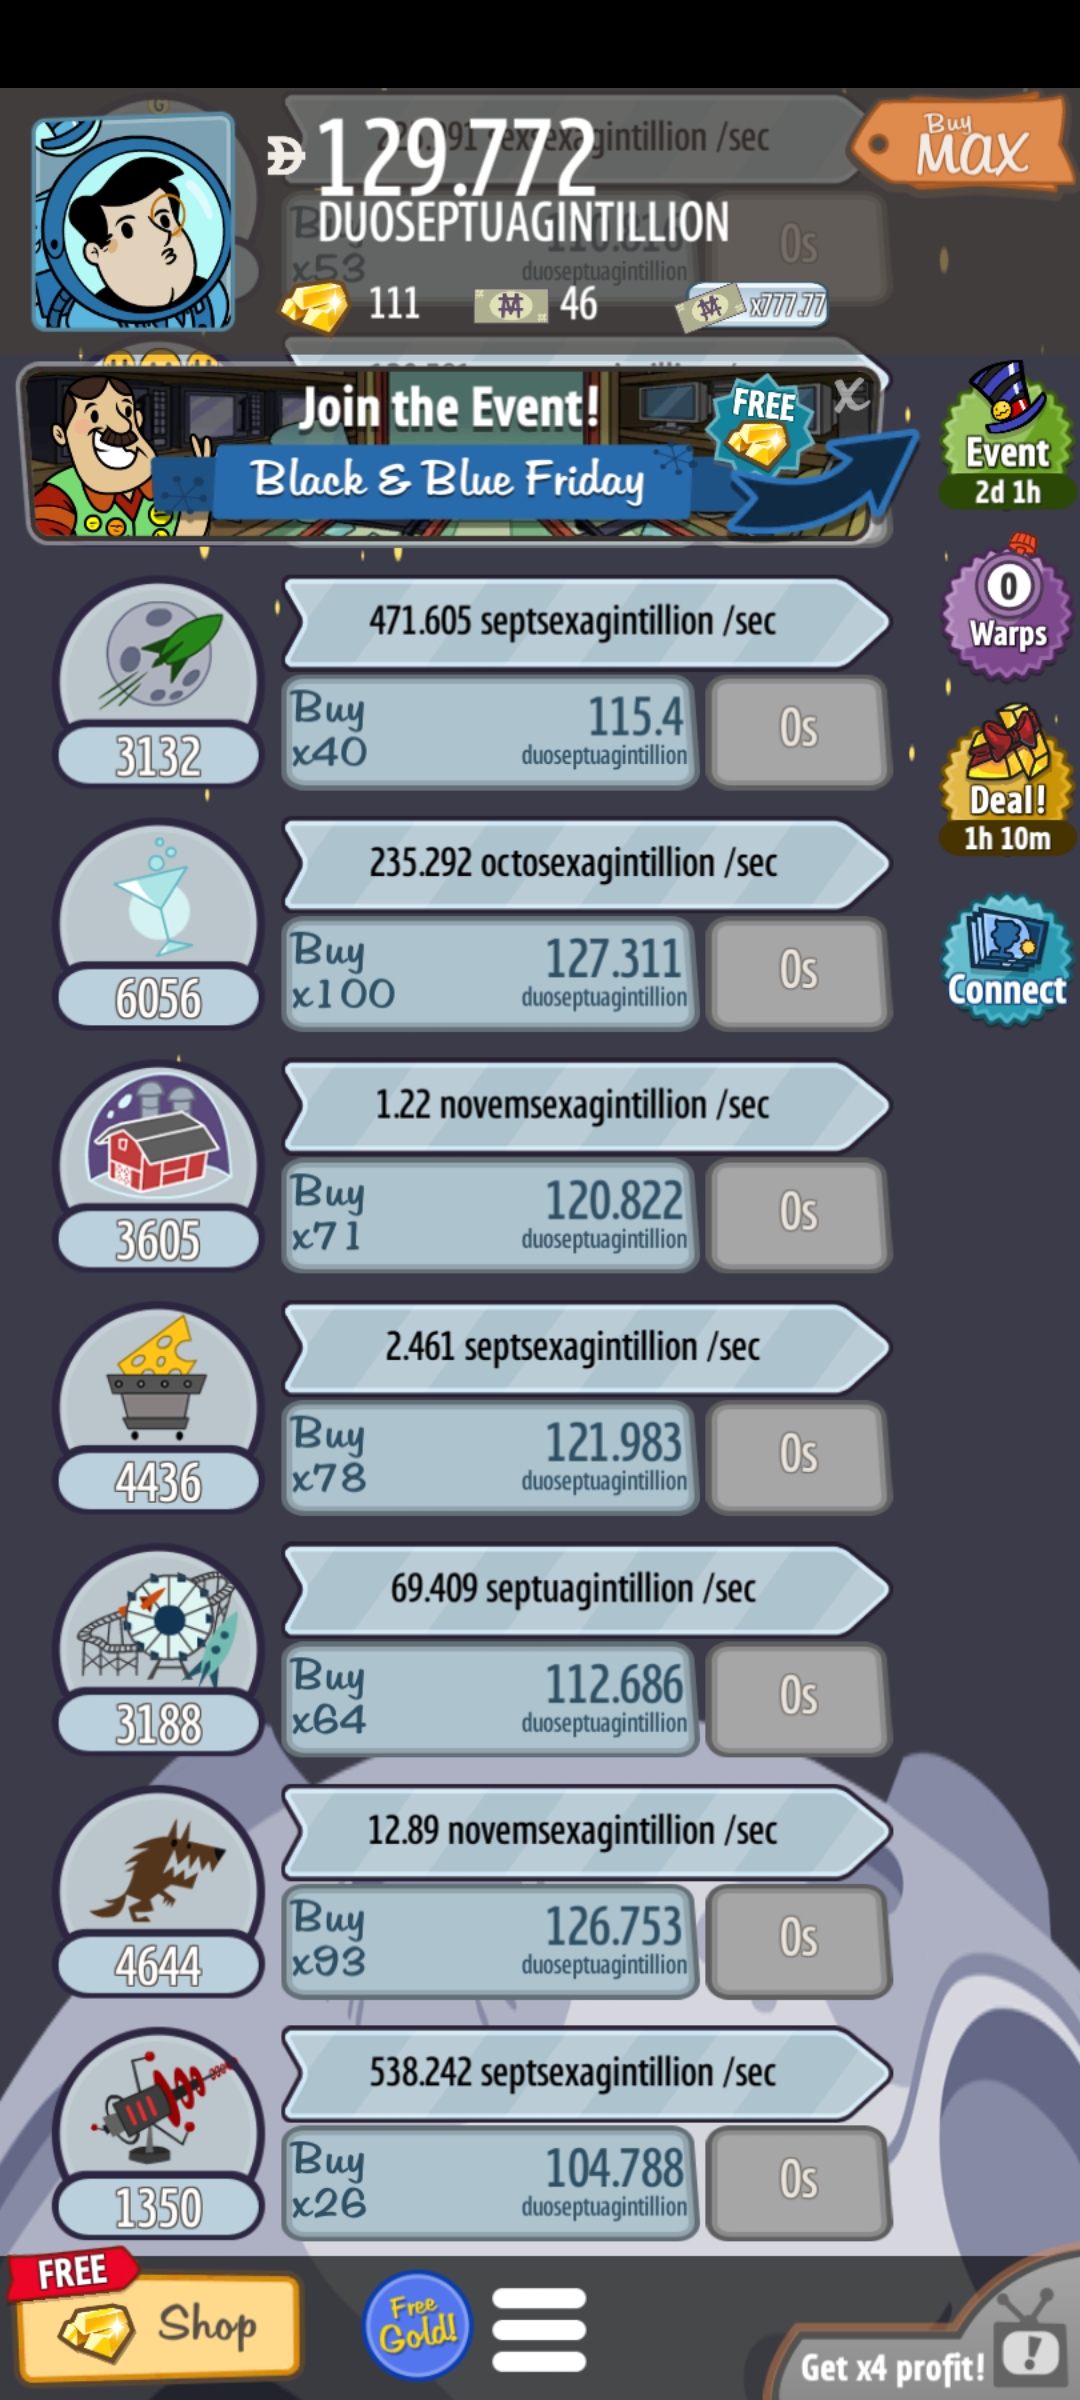 129.772
DUOSEPTUAGINTILLION
Buy
MAX
/sec
x53
duoseptuagintillion
0s
111
46
x777.77
Join the Event!
FREE
X
Black & Blue Friday
Event
2d 1h
471.605 septsexagintillion /sec
Buy
x40
115.4
duoseptuagintillion
0s
3132
0
Warps
Deal!
1h 10m
235.292 octosexagintillion /sec
Buy
x100
127.311
duoseptuagintillion
0s
6056
Connect
1.22 novemsexagintillion /sec
Buy
x71
120.822
duoseptuagintillion
0s
3605
2.461 septsexagintillion /sec
Buy
x78
121.983
duoseptuagintillion
0s
4436
69.409 septuagintillion /sec
Buy
x64
112.686
duoseptuagintillion
0s
3188
12.89 novemsexagintillion /sec
Buy
x93
126.753
duoseptuagintillion
0s
4644
538.242 septsexagintillion /sec
Buy
x26
104.788
duoseptuagintillion
0s
1350
FREE
Shop
Free
Gold!
Get x4 profit!